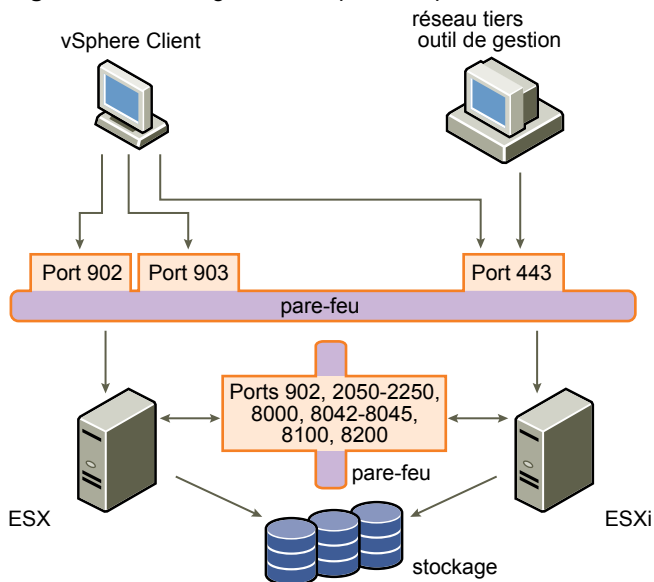 réseau tiers
outil de gestion
vSphere Client
Port 902
Port 903
Port 443
pare-feu
Ports 902, 2050-2250,
8000, 8042-8045,
8100, 8200
pare-feu
ESX
ESXi
stockage